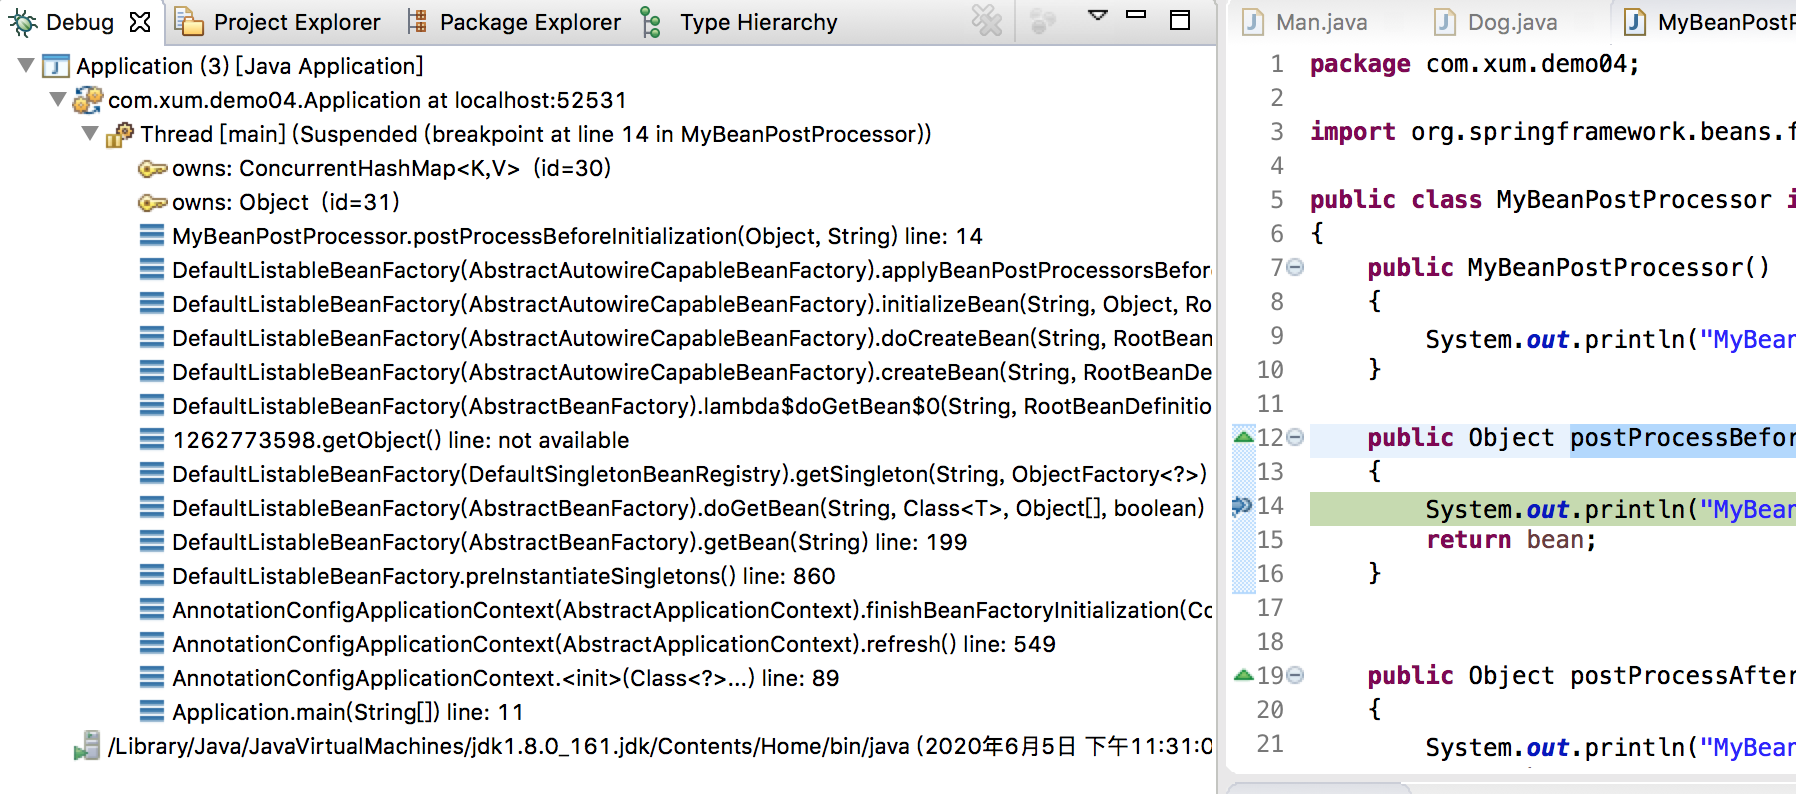 Debug Project Explorer Package Explorer Type Hierarchy
Application (3) [Java Application]
com.xum.demo04.Application at localhost:52531
Thread [main] (Suspended (breakpoint at line 14 in MyBeanPostProcessor))
owns: ConcurrentHashMap<K,V> (id=30)
owns: Object (id=31)
MyBeanPostProcessor.postProcessBeforeInitialization(Object, String) line: 14
DefaultListableBeanFactory(AbstractAutowireCapableBeanFactory).applyBeanPostProcessorsBefor
DefaultListableBeanFactory(AbstractAutowireCapableBeanFactory).initializeBean(String, Object, Ro
DefaultListableBeanFactory(AbstractAutowireCapableBeanFactory).doCreateBean(String, RootBean
DefaultListableBeanFactory(AbstractAutowireCapableBeanFactory).createBean(String, RootBeanDe
DefaultListableBeanFactory(AbstractBeanFactory).lambda$doGetBean$0(String, RootBeanDefinitio
1262773598.getObject() line: not available
DefaultListableBeanFactory(DefaultSingletonBeanRegistry).getSingleton(String, ObjectFactory<?>)
DefaultListableBeanFactory(AbstractBeanFactory).doGetBean(String, Class<T>, Object[], boolean)
DefaultListableBeanFactory(AbstractBeanFactory).getBean(String) line: 199
DefaultListableBeanFactory.preInstantiateSingletons() line: 860
AnnotationConfigApplicationContext(AbstractApplicationContext).finishBeanFactoryInitialization(Co
AnnotationConfigApplicationContext(AbstractApplicationContext).refresh() line: 549
AnnotationConfigApplicationContext.<init>(Class<?>...) line: 89
Application.main(String[]) line: 11
/Library/Java/JavaVirtualMachines/jdk1.8.0_161.jdk/Contents/Home/bin/java (2020年6月5日 下午11:31:0
Man.java Dog.java MyBeanPostP
1 package com.xum.demo04;
2
3 import org.springframework.beans.f
4
5 public class MyBeanPostProcessor i
6 {
7 public MyBeanPostProcessor()
8 {
9 System.out.println("MyBean
10 }
11
12 public Object postProcessBefor
13 {
14 System.out.println("MyBean
15 return bean;
16 }
17
18
19 public Object postProcessAfter
20 {
21 System.out.println("MyBean